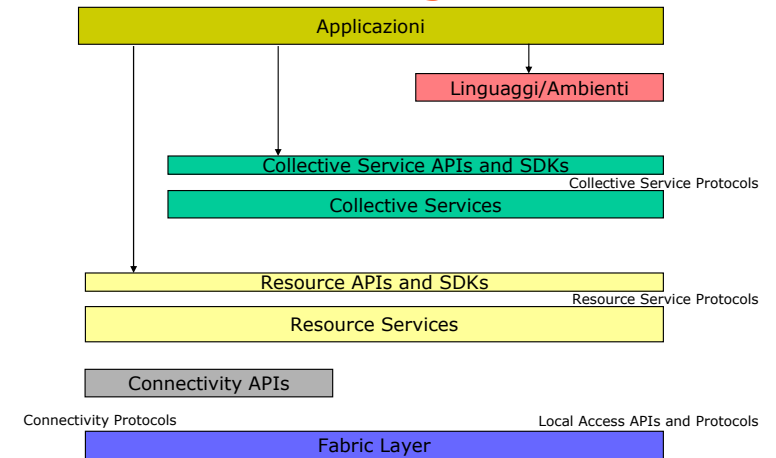 Applicazioni
Linguaggi/Ambienti
Collective Service APIs and SDKs
Collective Service Protocols
Collective Services
Resource APIs and SDKs
Resource Service Protocols
Resource Services
Connectivity APIs
Connectivity Protocols
Local Access APIs and Protocols
Fabric Layer